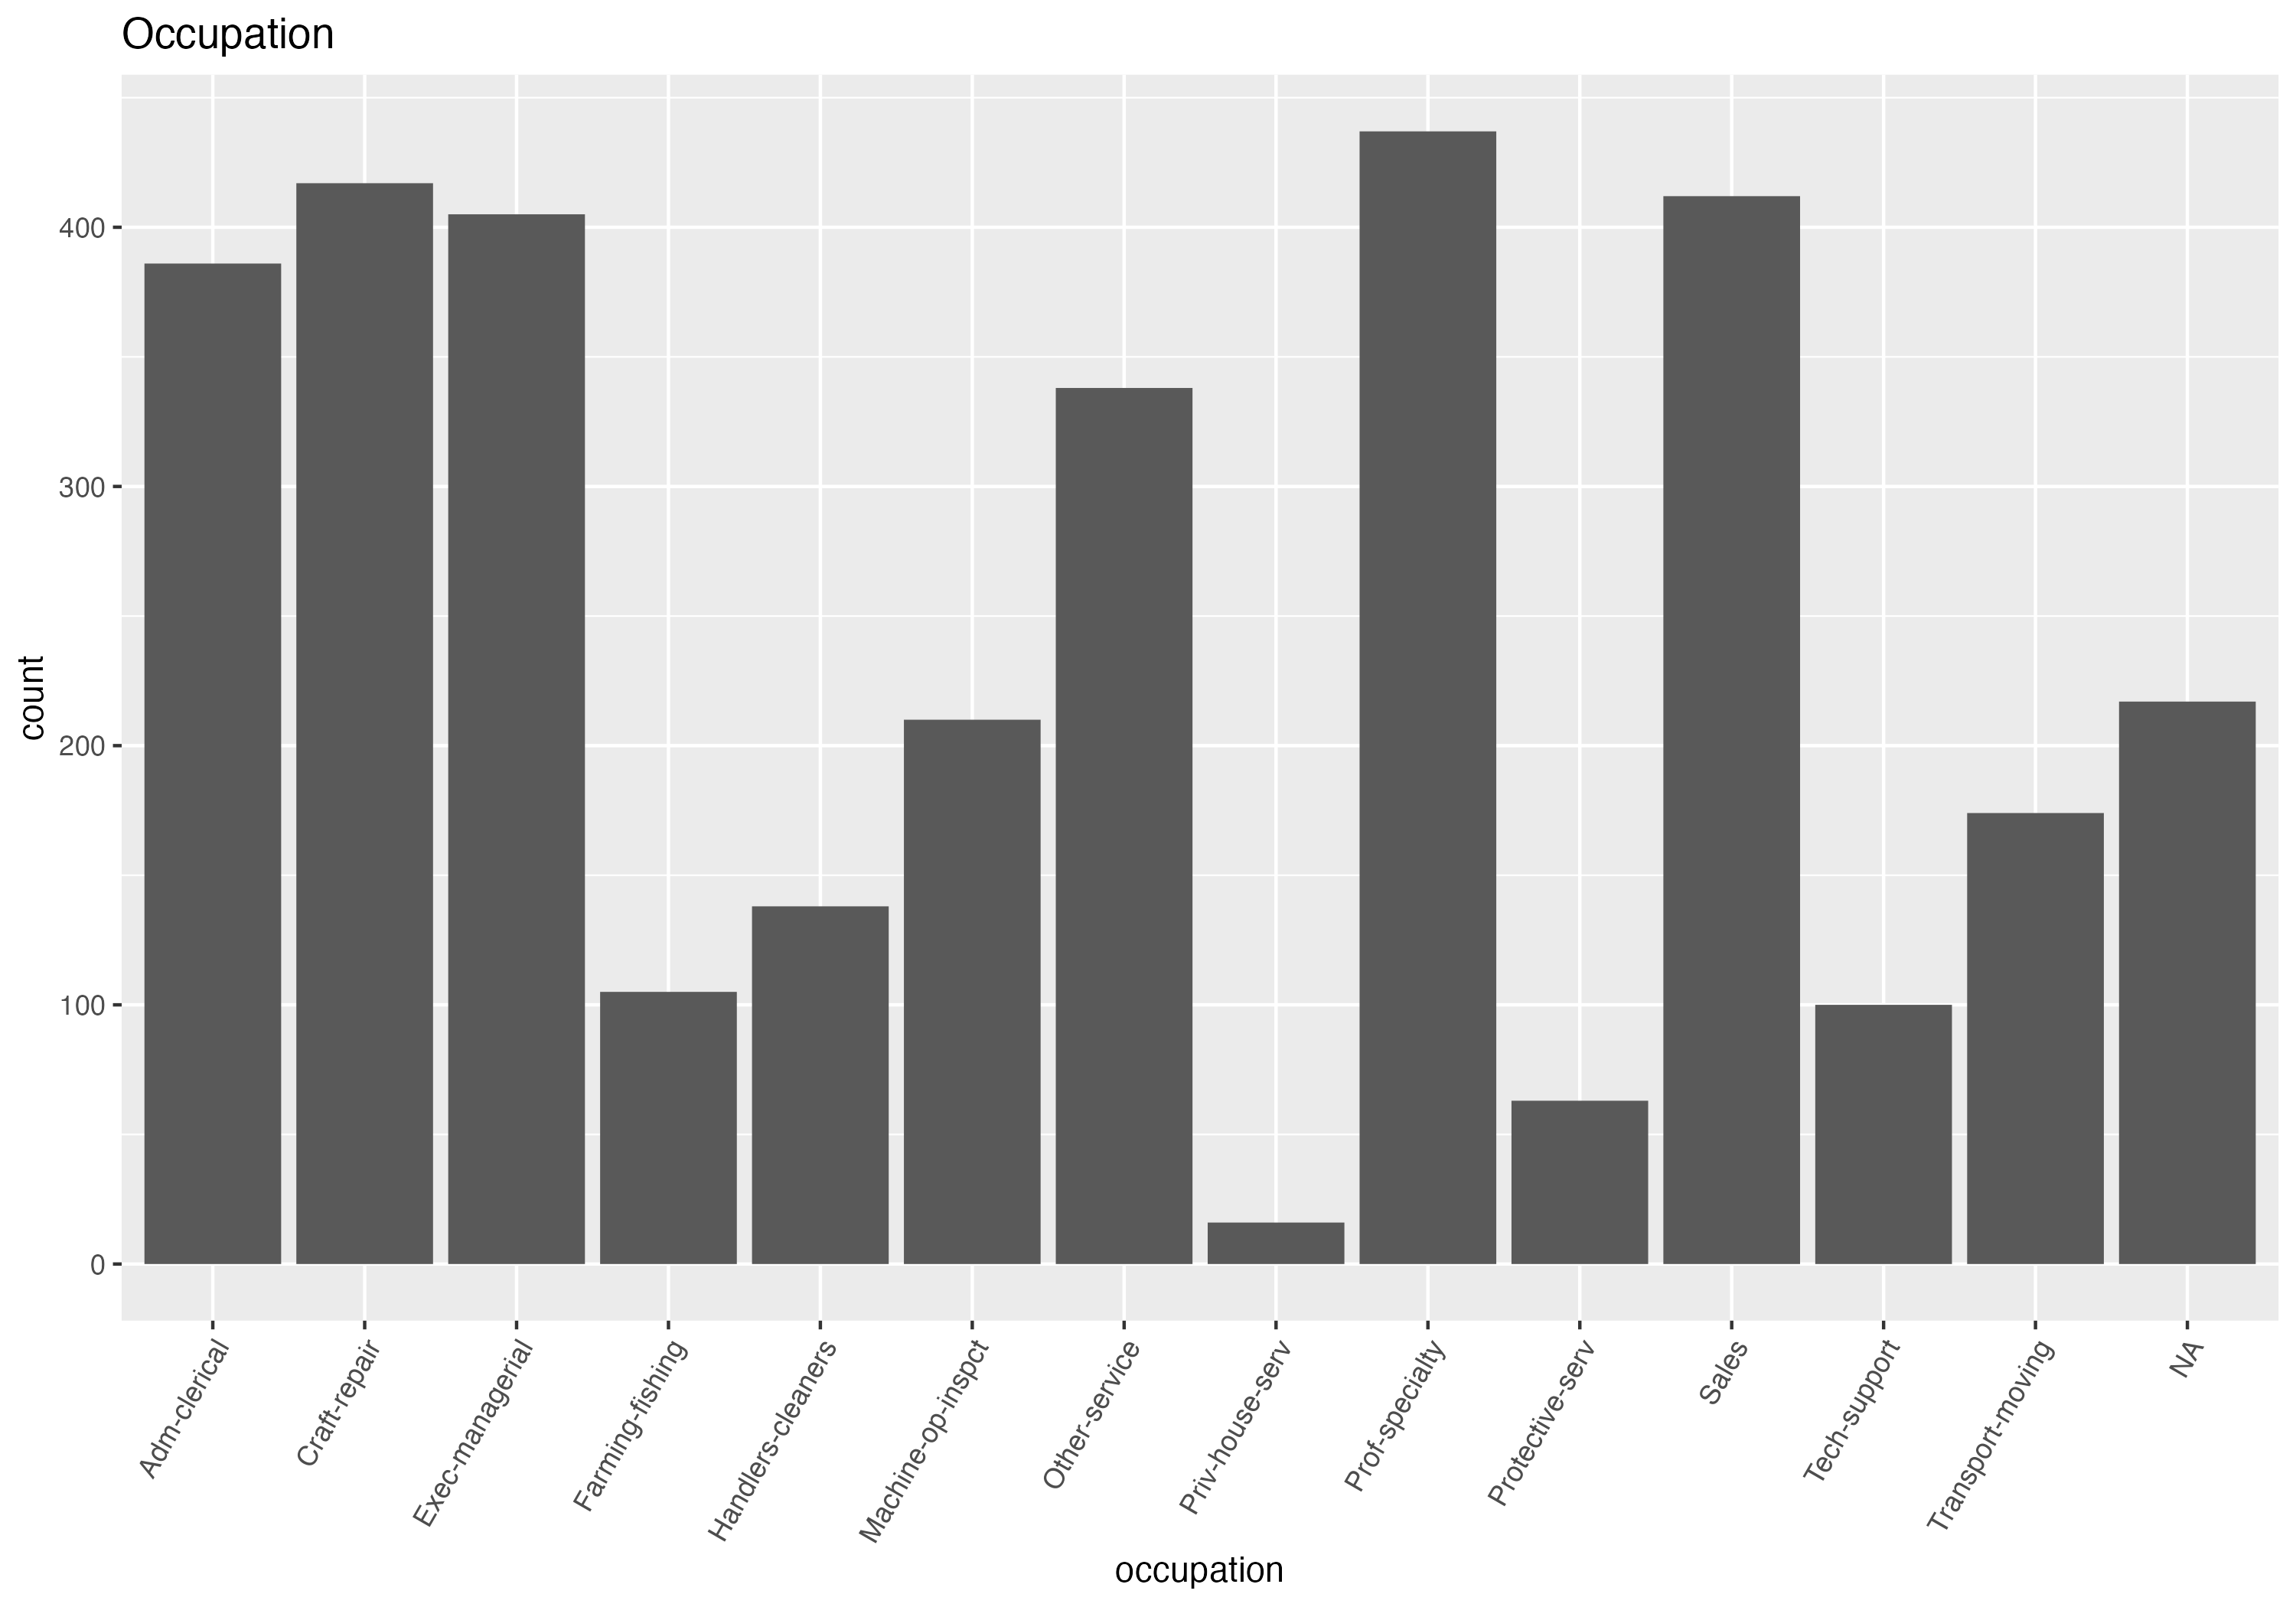 Occupation
count
400
300
200
100
0
Adm-clerical
Craft-repair
Exec-managerial
Farming-fishing
Handlers-cleaners
Machine-op-inspct
Other-service
Priv-house-serv
Prof-specialty
Protective-serv
Sales
Tech-support
Transport-moving
NA
occupation